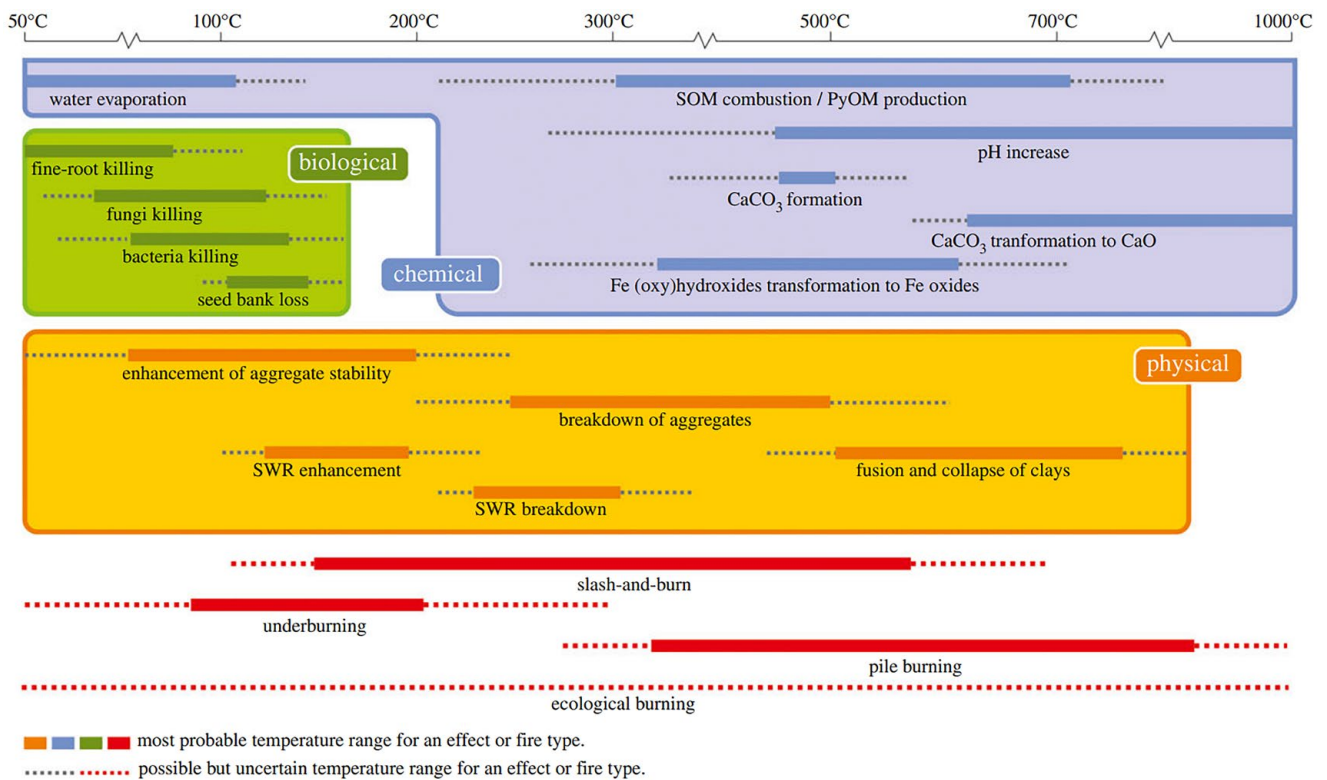 50°C 100°C 200°C 300°C 500°C 700°C 1000°C
water evaporation
SOM combustion / PyOM production
biological
pH increase
fine-root killing
CaCO3 formation
fungi killing
CaCO3 tranformation to CaO
bacteria killing
chemical
Fe (oxy)hydroxides transformation to Fe oxides
seed bank loss
physical
enhancement of aggregate stability
breakdown of aggregates
SWR enhancement
fusion and collapse of clays
SWR breakdown
slash-and-burn
underburning
pile burning
ecological burning
most probable temperature range for an effect or fire type.
possible but uncertain temperature range for an effect or fire type.